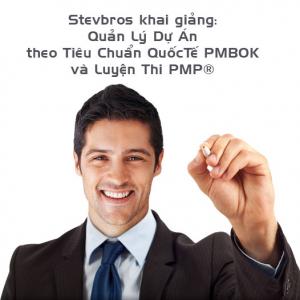 Stevbros khai giảng:
Quản Lý Dự Án
theo Tiêu Chuẩn QuốcTế PMBOK
và Luyện Thi PMP®